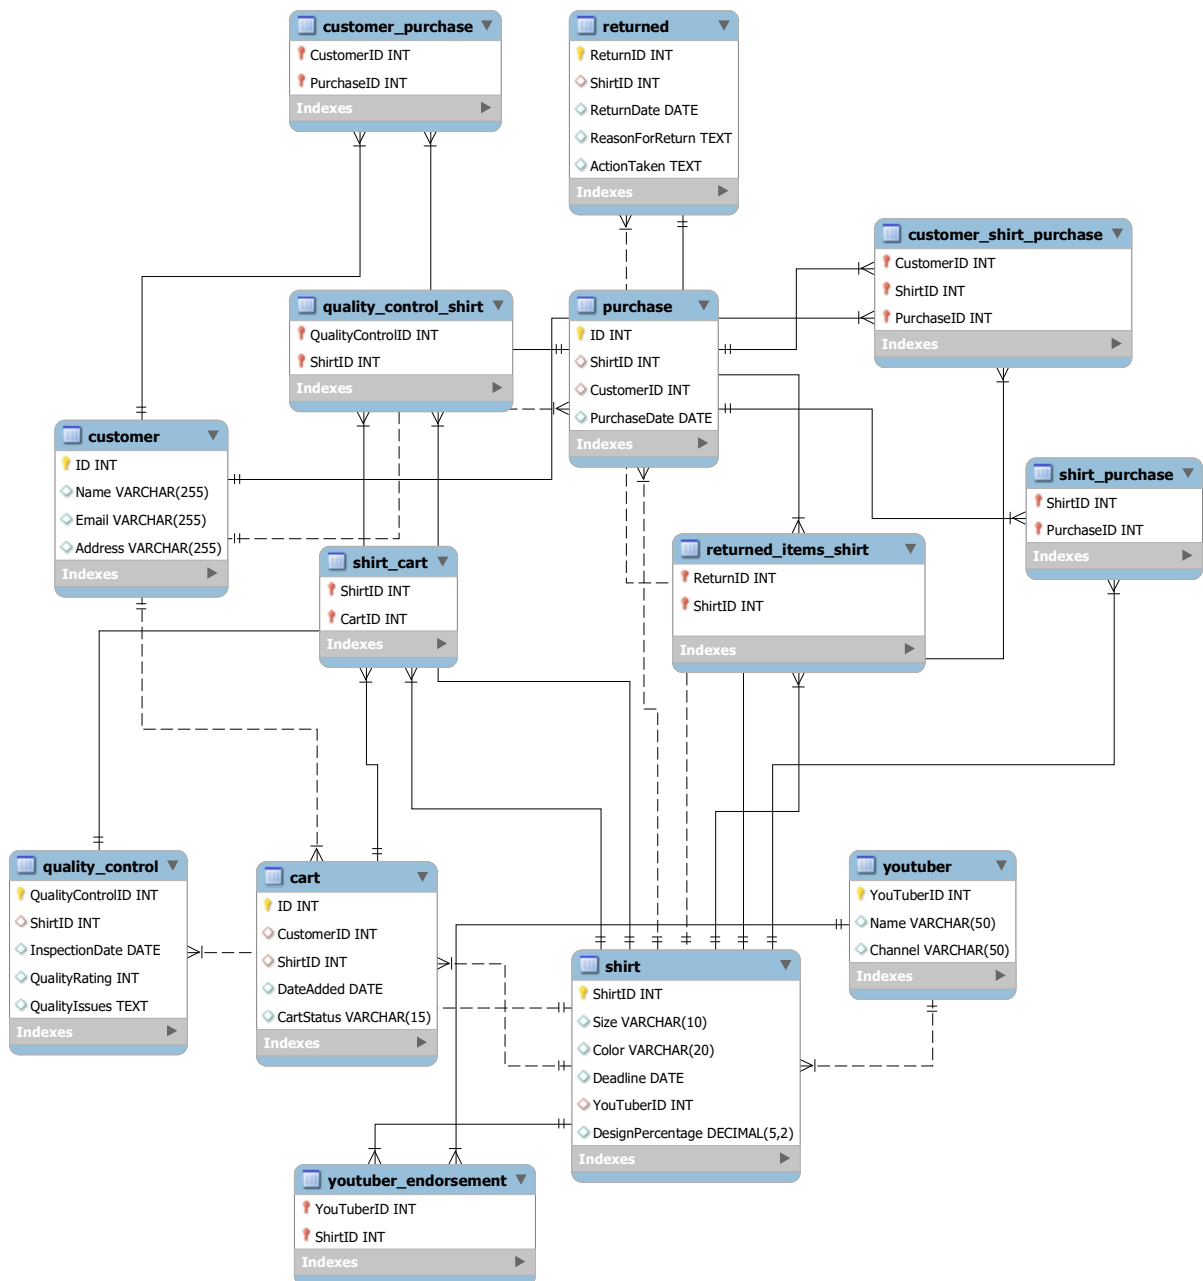 customer_purchase
CustomerID INT
PurchaseID INT
Indexes
returned
ReturnID INT
ShirtID INT
ReturnDate DATE
ReasonForReturn TEXT
ActionTaken TEXT
Indexes
customer_shirt_purchase
CustomerID INT
ShirtID INT
PurchaseID INT
Indexes
quality_control_shirt
QualityControlID INT
ShirtID INT
Indexes
purchase
ID INT
ShirtID INT
CustomerID INT
PurchaseDate DATE
Indexes
customer
ID INT
Name VARCHAR(255)
Email VARCHAR(255)
Address VARCHAR(255)
Indexes
shirt_purchase
ShirtID INT
PurchaseID INT
Indexes
shirt_cart
ShirtID INT
CartID INT
Indexes
returned_items_shirt
ReturnID INT
ShirtID INT
Indexes
quality_control
QualityControlID INT
ShirtID INT
InspectionDate DATE
QualityRating INT
QualityIssues TEXT
Indexes
cart
ID INT
CustomerID INT
ShirtID INT
DateAdded DATE
CartStatus VARCHAR(15)
Indexes
youtuber
YouTuberID INT
Name VARCHAR(50)
Channel VARCHAR(50)
Indexes
shirt
ShirtID INT
Size VARCHAR(10)
Color VARCHAR(20)
Deadline DATE
YouTuberID INT
DesignPercentage DECIMAL(5,2)
Indexes
youtuber_endorsement
YouTuberID INT
ShirtID INT
Indexes